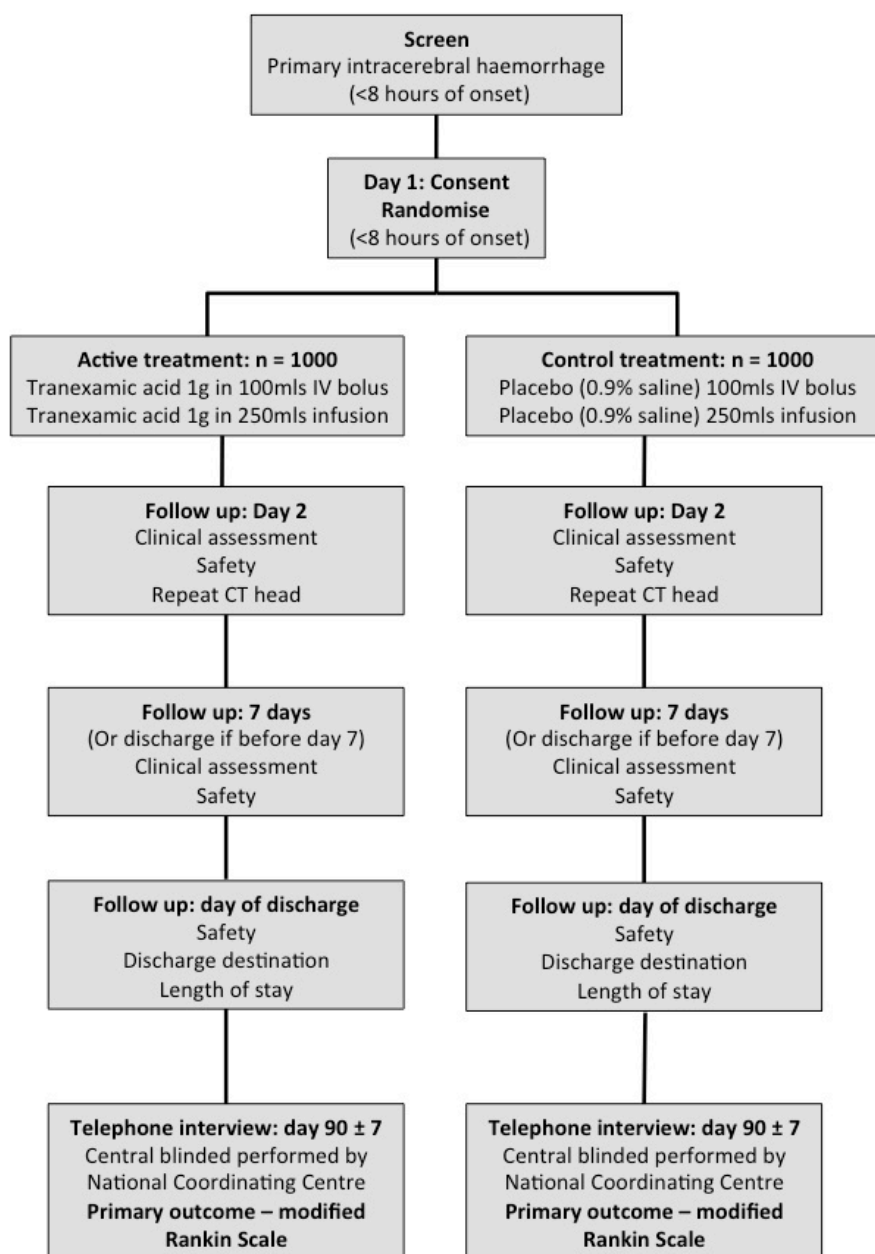 Screen
Primary intracerebral haemorrhage
(<8 hours of onset)
Day 1: Consent
Randomise
(<8 hours of onset)
Active treatment: n = 1000
Tranexamic acid 1g in 100mls IV bolus
Tranexamic acid 1g in 250mls infusion
Control treatment: n = 1000
Placebo (0.9% saline) 100mls IV bolus
Placebo (0.9% saline) 250mls infusion
Follow up: Day 2
Clinical assessment
Safety
Repeat CT head
Follow up: Day 2
Clinical assessment
Safety
Repeat CT head
Follow up: 7 days
(Or discharge if before day 7)
Clinical assessment
Safety
Follow up: 7 days
(Or discharge if before day 7)
Clinical assessment
Safety
Follow up: day of discharge
Safety
Discharge destination
Length of stay
Follow up: day of discharge
Safety
Discharge destination
Length of stay
Telephone interview: day 90 ± 7
Central blinded performed by
National Coordinating Centre
Primary outcome – modified
Rankin Scale
Telephone interview: day 90 ± 7
Central blinded performed by
National Coordinating Centre
Primary outcome – modified
Rankin Scale